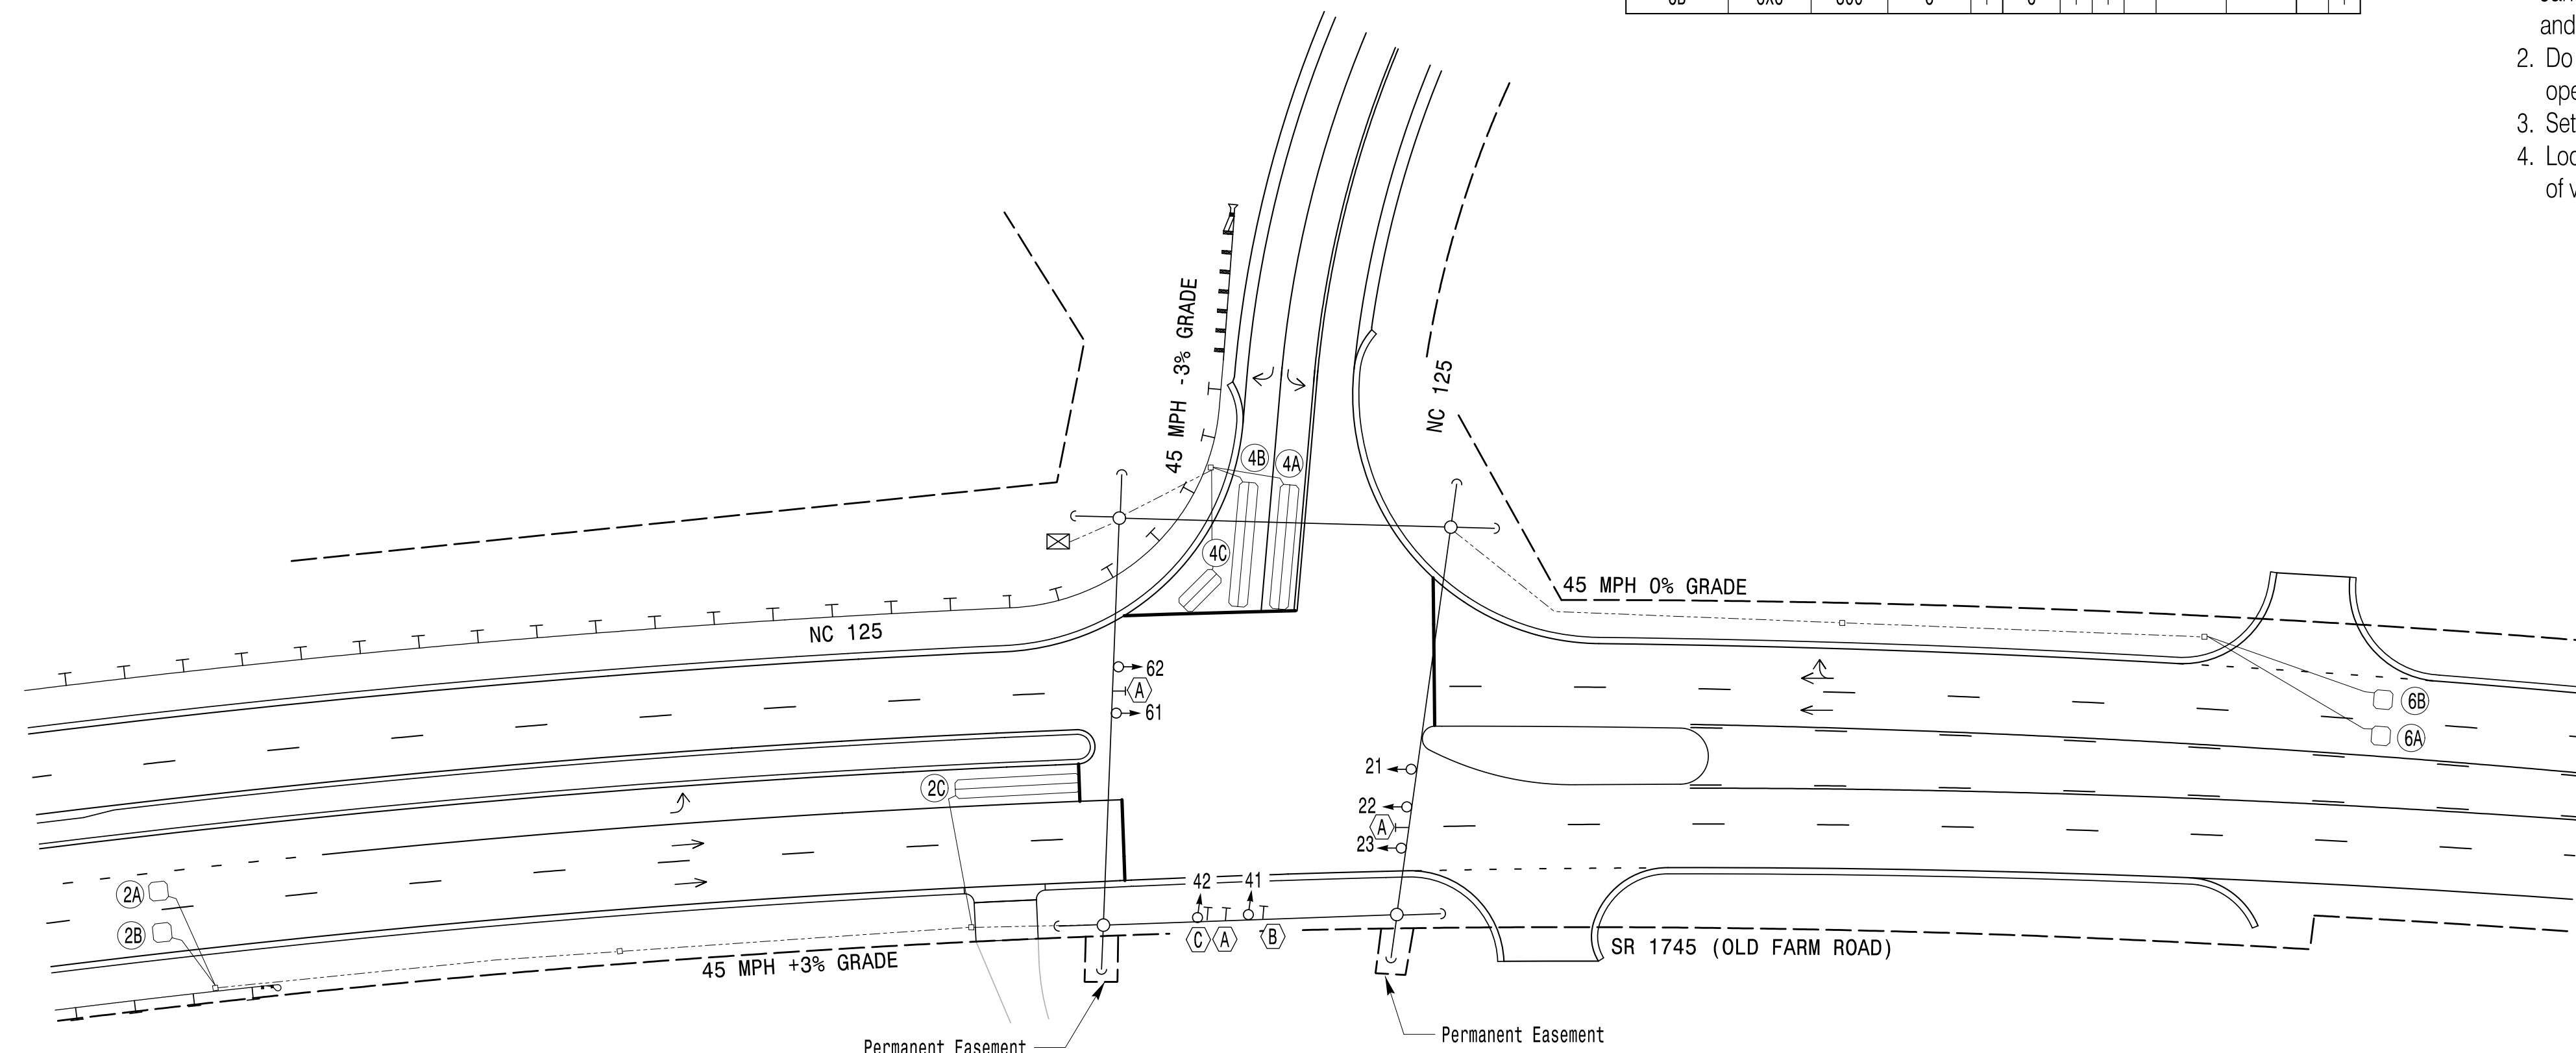 and
2. Do
ope
3. Set
4. Loc
of v
45 MPH -3% GRADE
NC 125
4B
4A
4C
45 MPH 0% GRADE
NC 125
62
A
61
6B
6A
21
2C
22
A
23
42
41
2A
2B
C
A
B
SR 1745 (OLD FARM ROAD)
45 MPH +3% GRADE
Permanent Easement
Permanent Easement